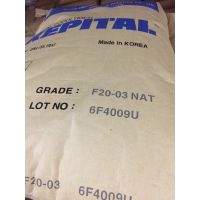 KEPITAL
Made in KOREA
GRADE: F20-03 NAT
LOT NO : 6F4009U
F20-03 6F4009U